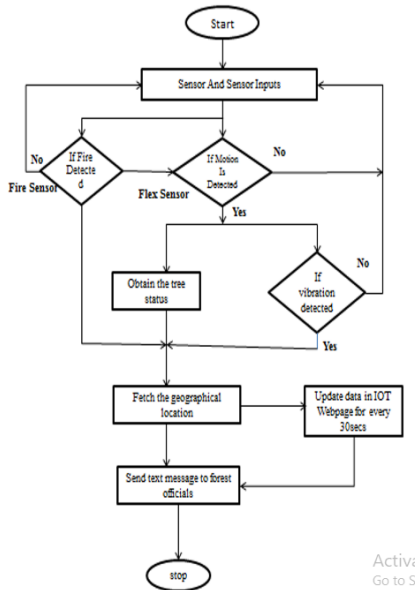 Start
Sensor And Sensor Inputs
If Fire
Detecte
d
No
Fire Sensor
If Motion
Is
Detected
No
Flex Sensor
Yes
Obtain the tree
status
If
vibration
detected
No
Yes
Fetch the geographical
location
Update data in IOT
Webpage for every
30secs
Send text message to forest
officials
stop
Activa
Go to S